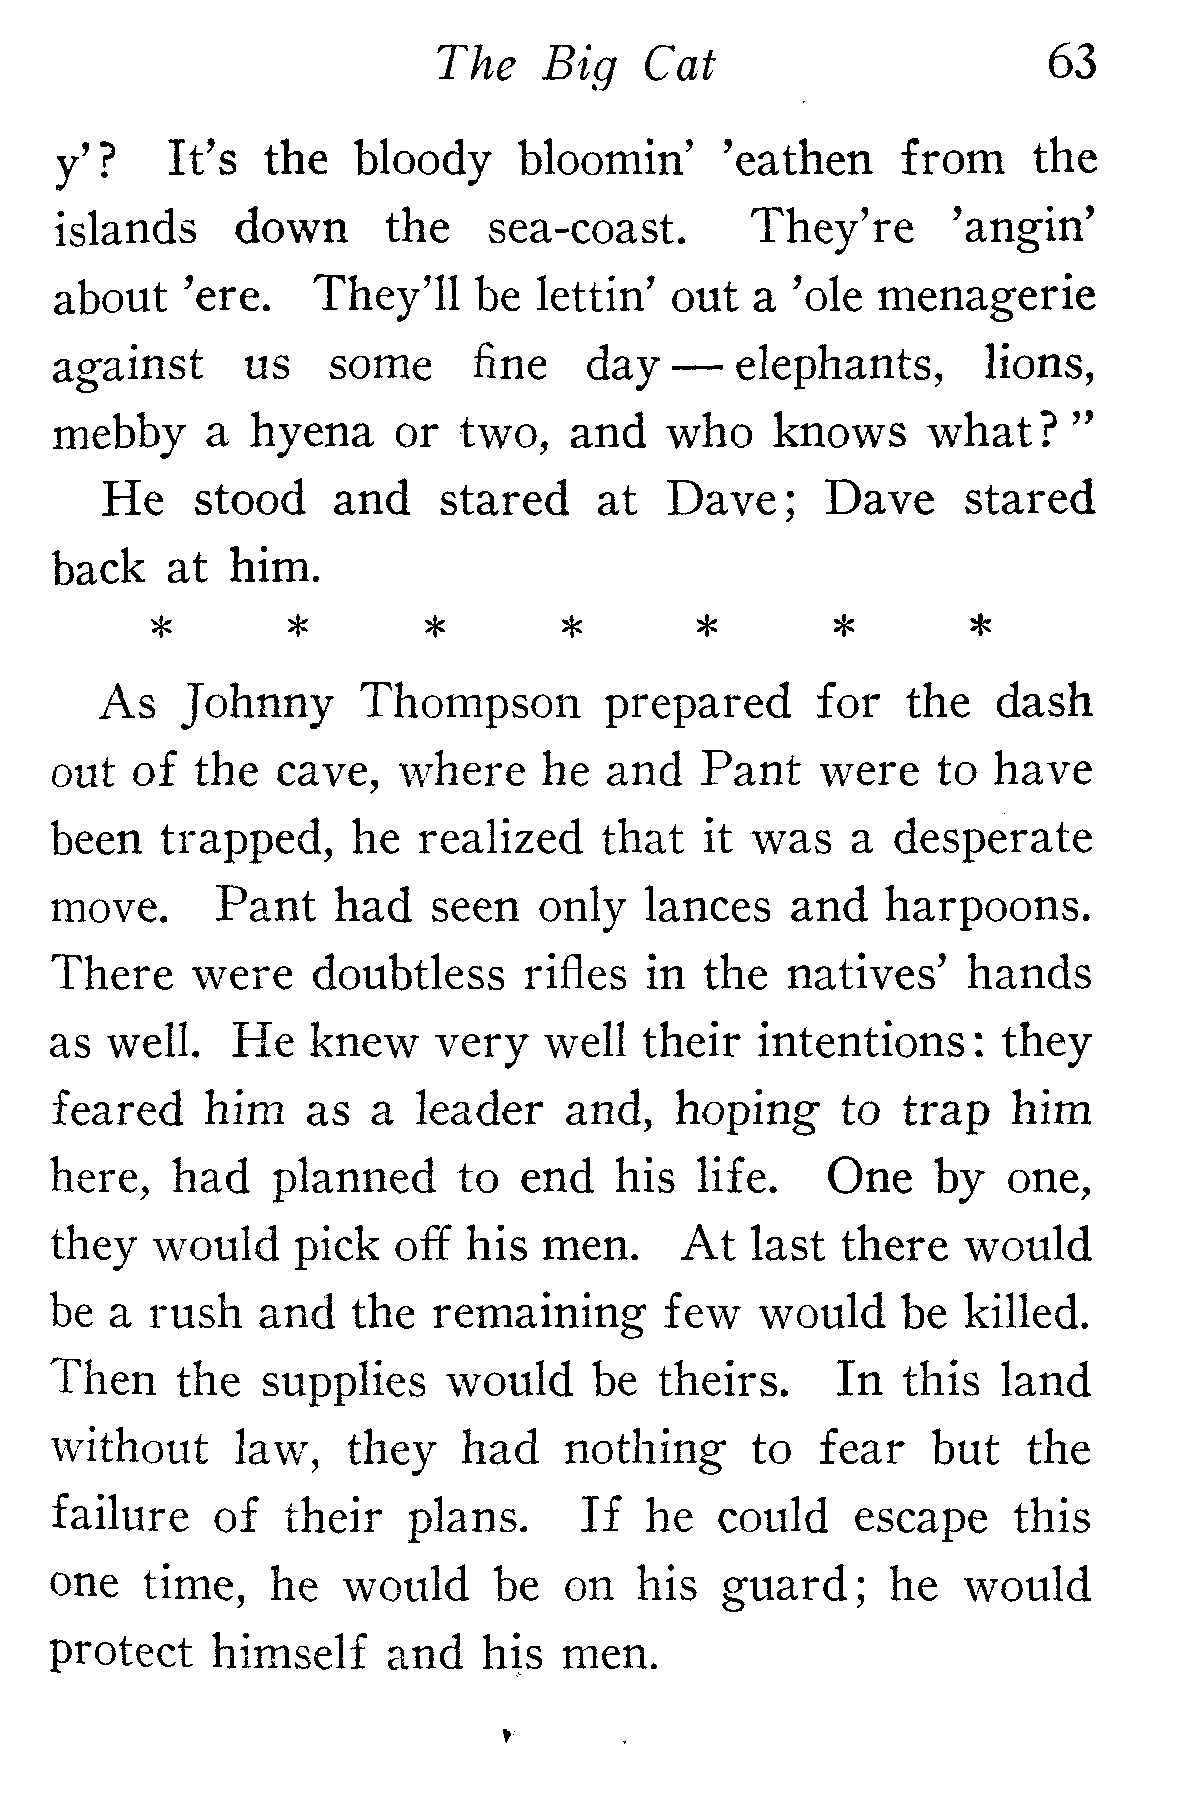 The Big Cat 63
y'? It's the bloody bloomin' 'eathen from the
islands down the sea-coast. They're 'angin'
about 'ere. They'll be lettin' out a 'ole menagerie
against us some fine day — elephants, lions,
mebby a hyena or two, and who knows what?"
He stood and stared at Dave; Dave stared
back at him.
* * * * * * *
As Johnny Thompson prepared for the dash
out of the cave, where he and Pant were to have
been trapped, he realized that it was a desperate
move. Pant had seen only lances and harpoons.
There were doubtless rifles in the natives' hands
as well. He knew very well their intentions: they
feared him as a leader and, hoping to trap him
here, had planned to end his life. One by one,
they would pick off his men. At last there would
be a rush and the remaining few would be killed.
Then the supplies would be theirs. In this land
without law, they had nothing to fear but the
failure of their plans. If he could escape this
one time, he would be on his guard; he would
protect himself and his men.